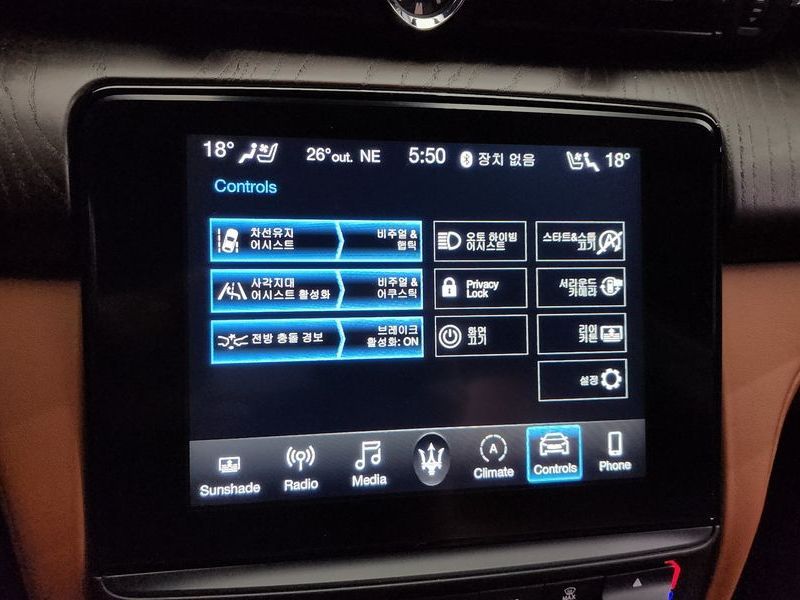 18° 26°out. NE 5:50 장치 없음 18°
Controls
차선유지
어시스트
비주얼 &
햅틱
오토 하이빔
어시스트
스타트&스톱
끄기
사각지대
어시스트 활성화
비주얼 &
어쿠스틱
Privacy
Lock
서라운드
카메라
전방 충돌 경보
브레이크
활성화: ON
화면
끄기
리어
커튼
설정
A
Sunshade
Radio
Media
Climate
Controls
Phone
MAX